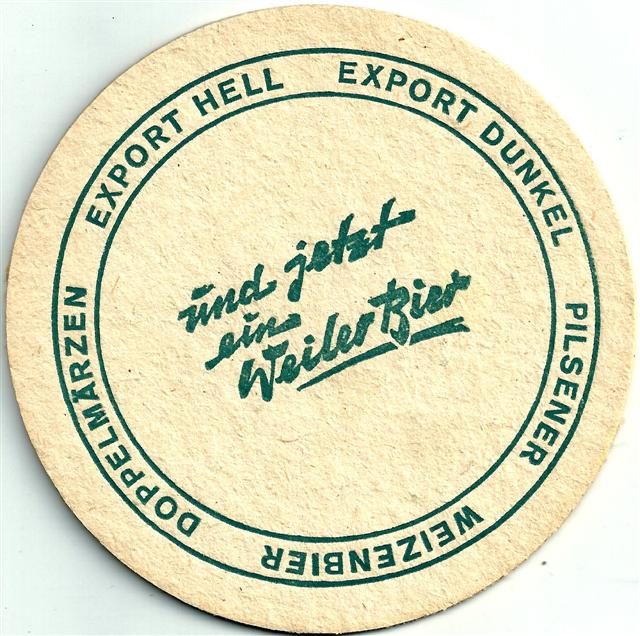 EXPORT HELL
EXPORT DUNKEL
PILSENER
WEIZENBIER
DOPPELMÄRZEN
und jetzt
ein
Weiler Bier